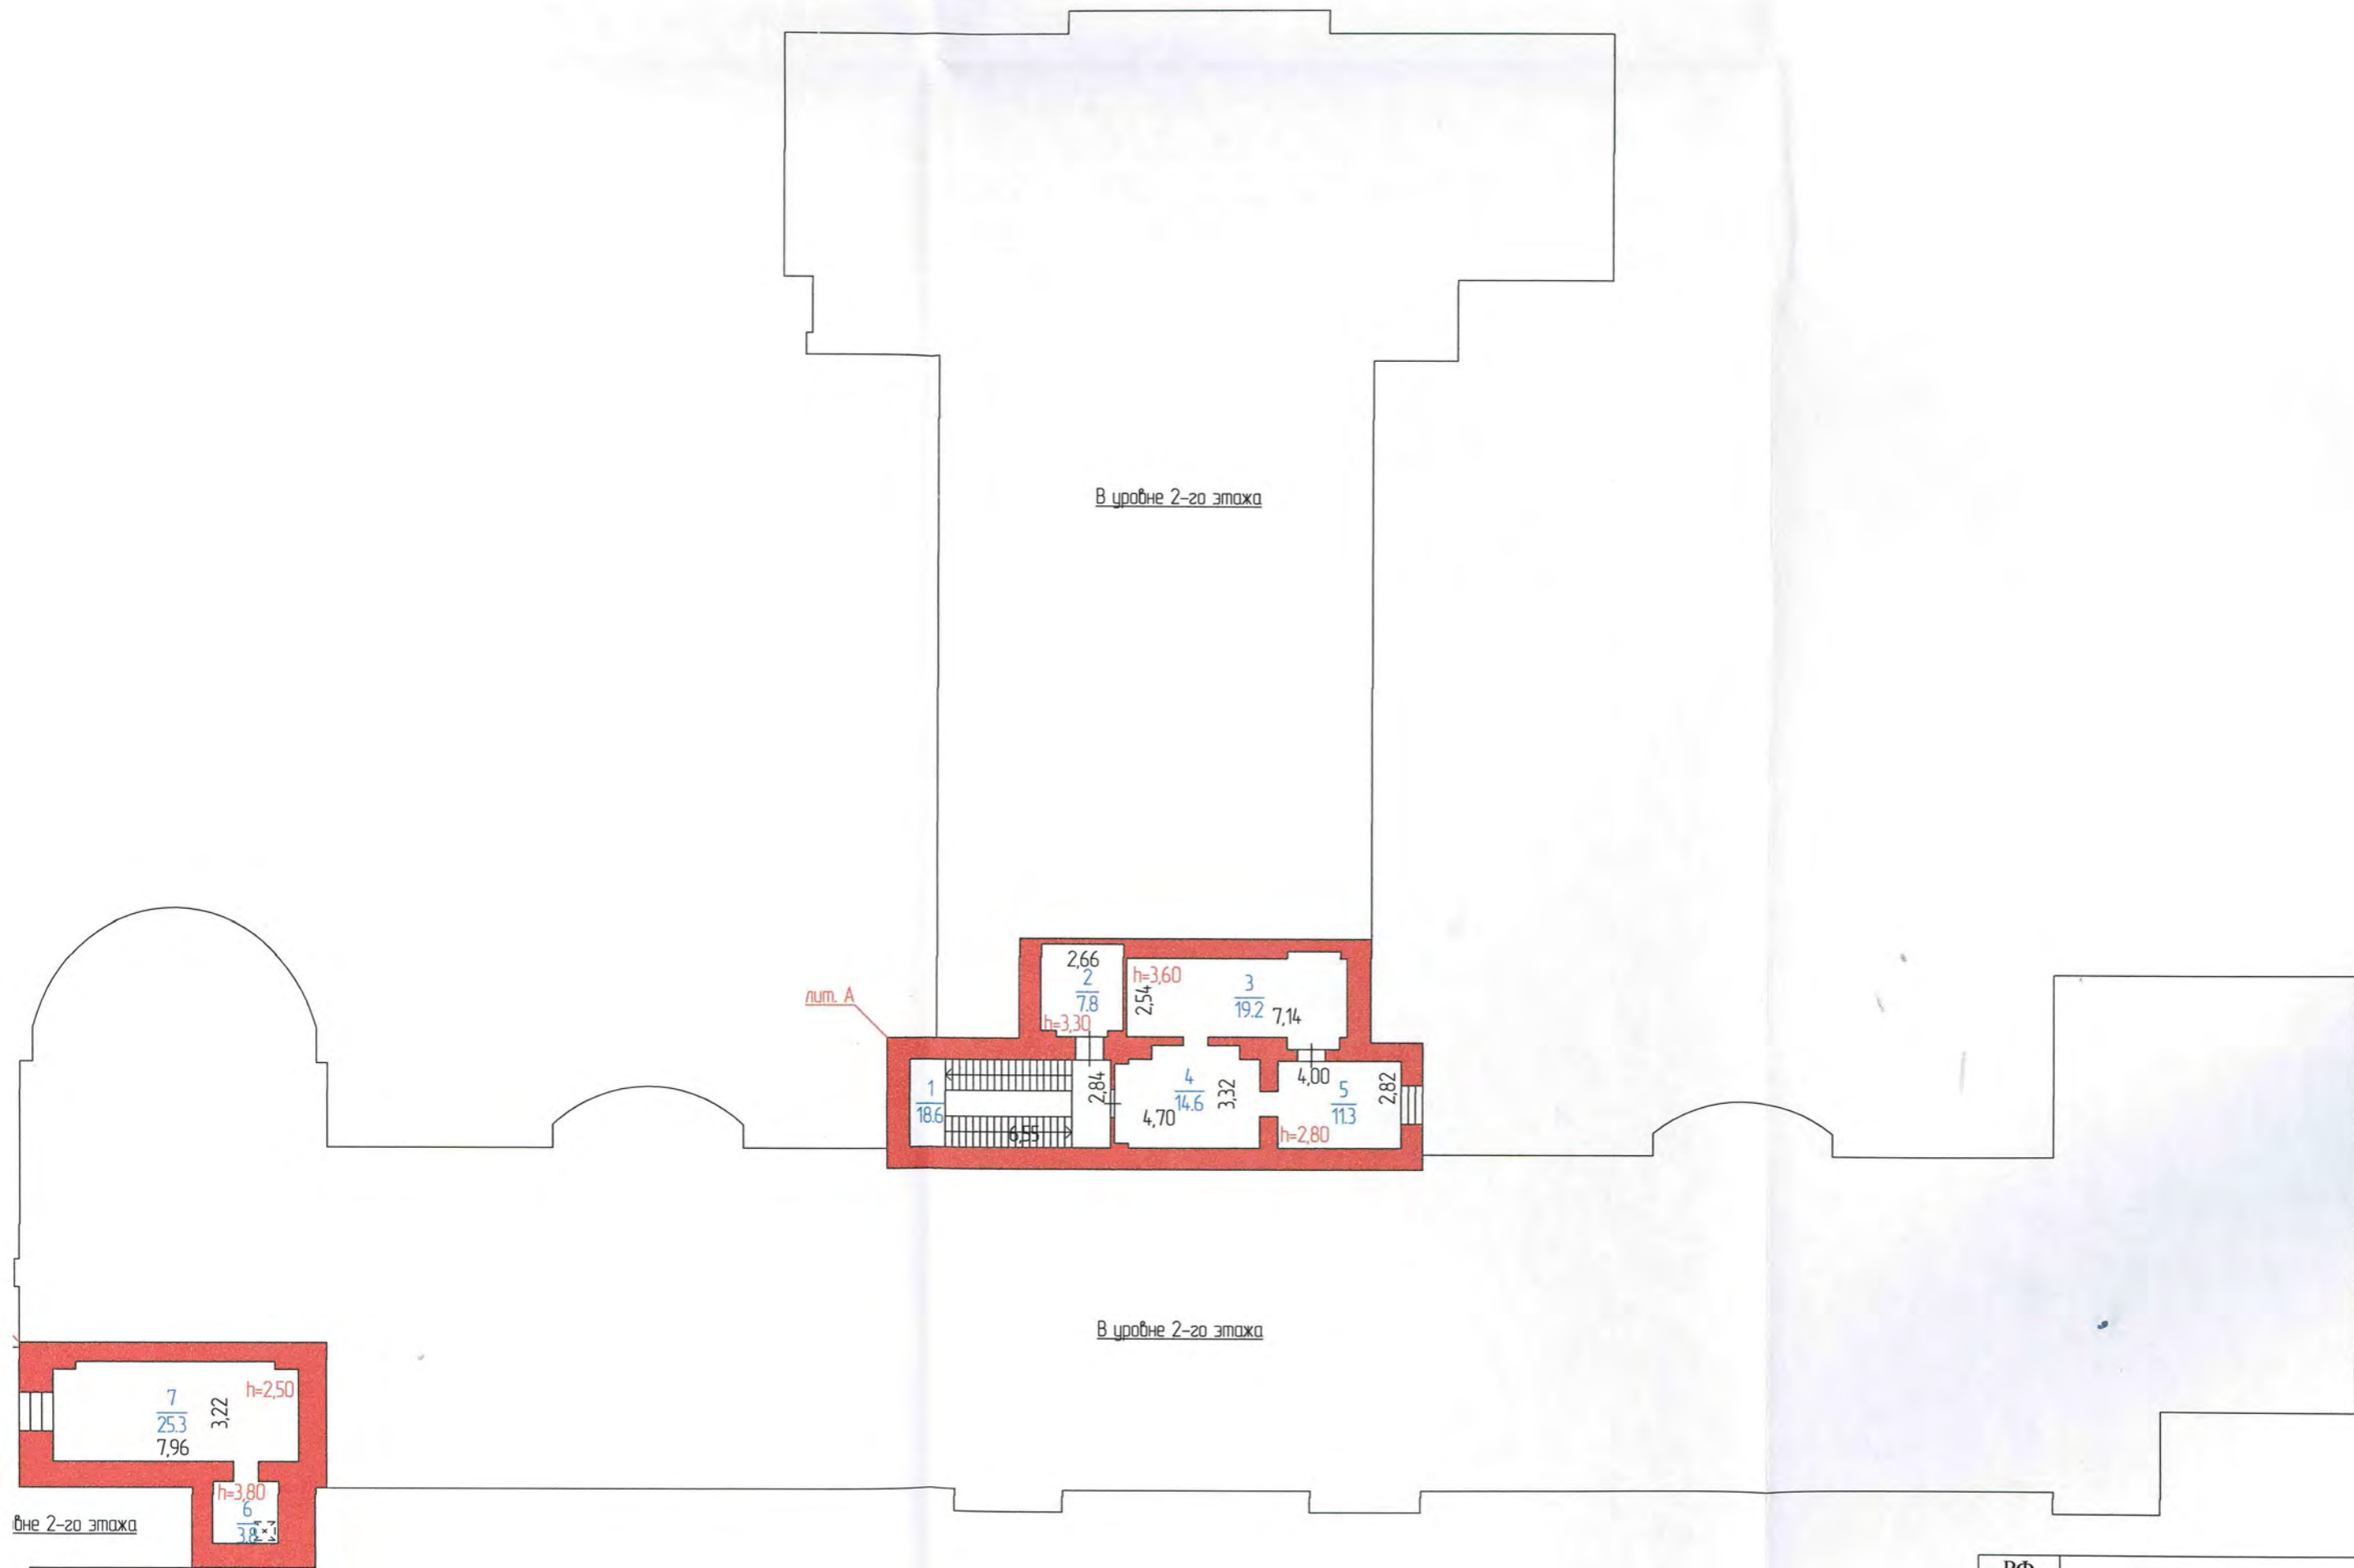 В уровне 2-го этажа
лит. А
2,66
2
7.8
h=3,30
h=3,60
2,54
3
19.2
7,14
1
18.6
6,55
2,84
4
14.6
3,32
4,70
4,00
5
11.3
2,82
h=2,80
В уровне 2-го этажа
7
25.3
7,96
3,22
h=2,50
h=3,80
6
3.8
вне 2-го этажа
РФ